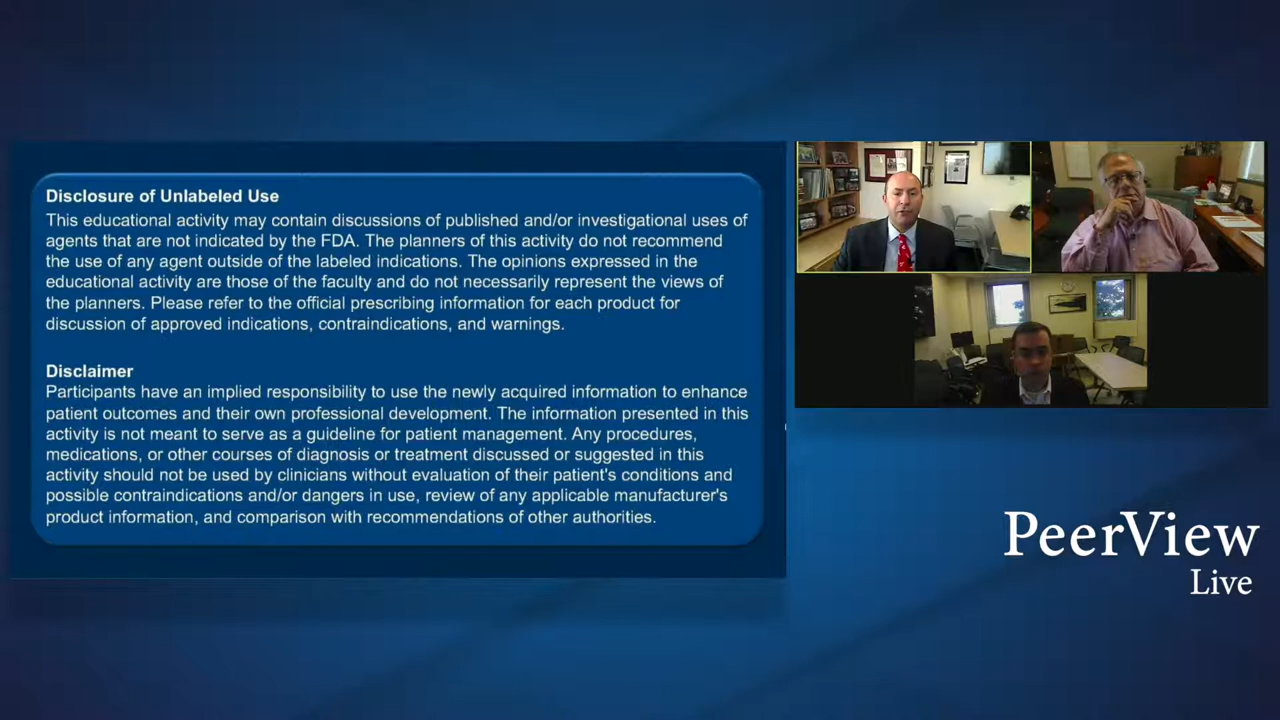 Disclosure of Unlabeled Use
This educational activity may contain discussions of published and/or investigational uses of
agents that are not indicated by the FDA. The planners of this activity do not recommend
the use of any agent outside of the labeled indications. The opinions expressed in the
educational activity are those of the faculty and do not necessarily represent the views of
the planners. Please refer to the official prescribing information for each product for
discussion of approved indications, contraindications, and warnings.
Disclaimer
Participants have an implied responsibility to use the newly acquired information to enhance
patient outcomes and their own professional development. The information presented in this
activity is not meant to serve as a guideline for patient management. Any procedures,
medications, or other courses of diagnosis or treatment discussed or suggested in this
activity should not be used by clinicians without evaluation of their patient's conditions and
possible contraindications and/or dangers in use, review of any applicable manufacturer's
product information, and comparison with recommendations of other authorities.
PeerView
Live